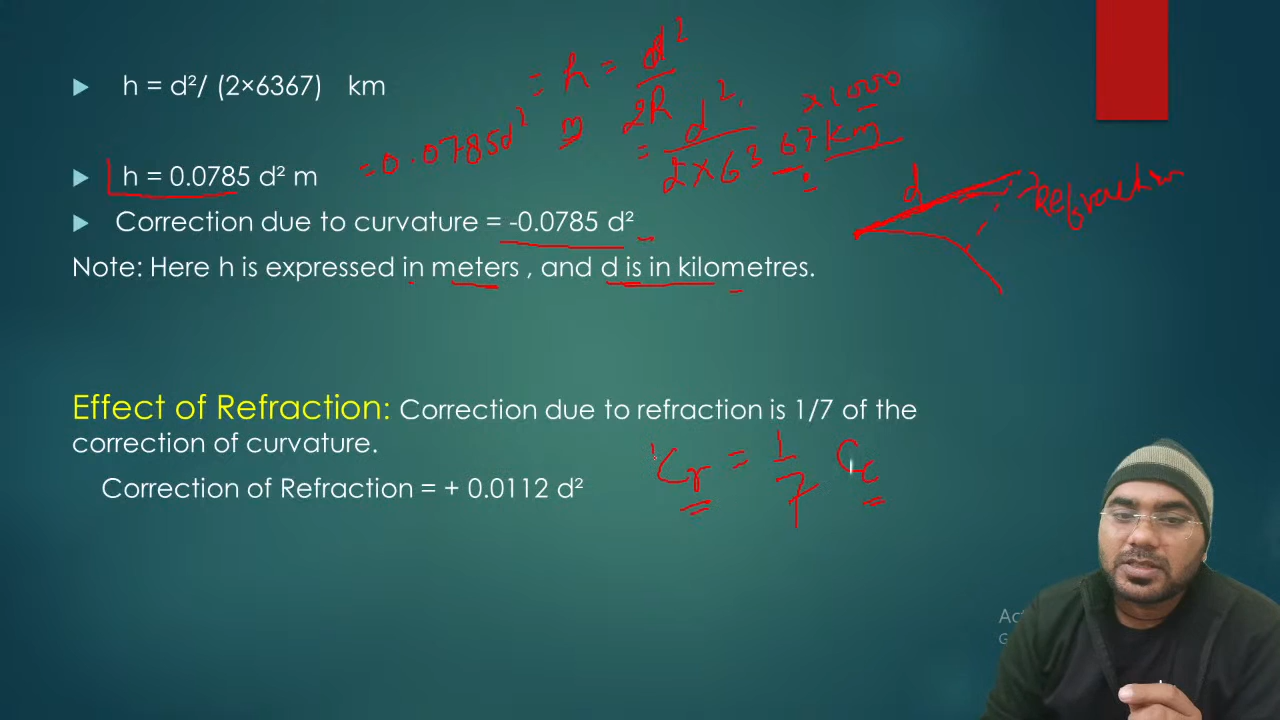 h = d²/ (2×6367) km
= h = d²/2R
m
= d²/2×6367 km ×1000
= 0.0785d²
h = 0.0785 d² m
d
Refraction
Correction due to curvature = -0.0785 d²
Note: Here h is expressed in meters , and d is in kilometres.
Effect of Refraction: Correction due to refraction is 1/7 of the
correction of curvature.
Cr = 1/7 Cc
Correction of Refraction = + 0.0112 d²